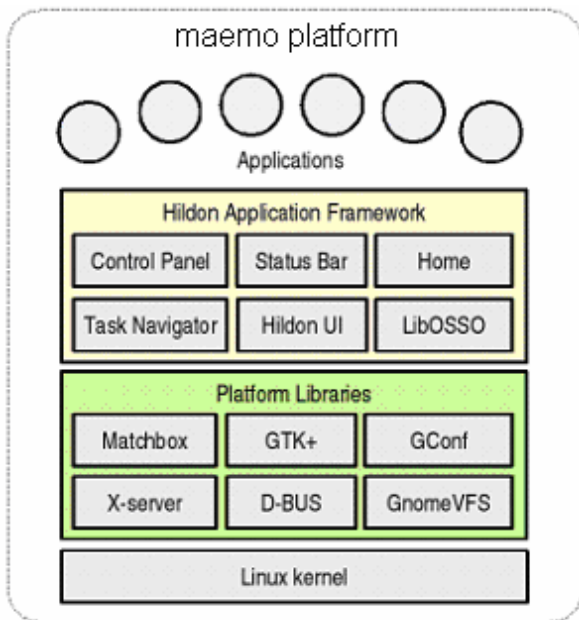 maemo platform
Applications
Hildon Application Framework
Control Panel
Status Bar
Home
Task Navigator
Hildon UI
LibOSSO
Platform Libraries
Matchbox
GTK+
GConf
X-server
D-BUS
GnomeVFS
Linux kernel